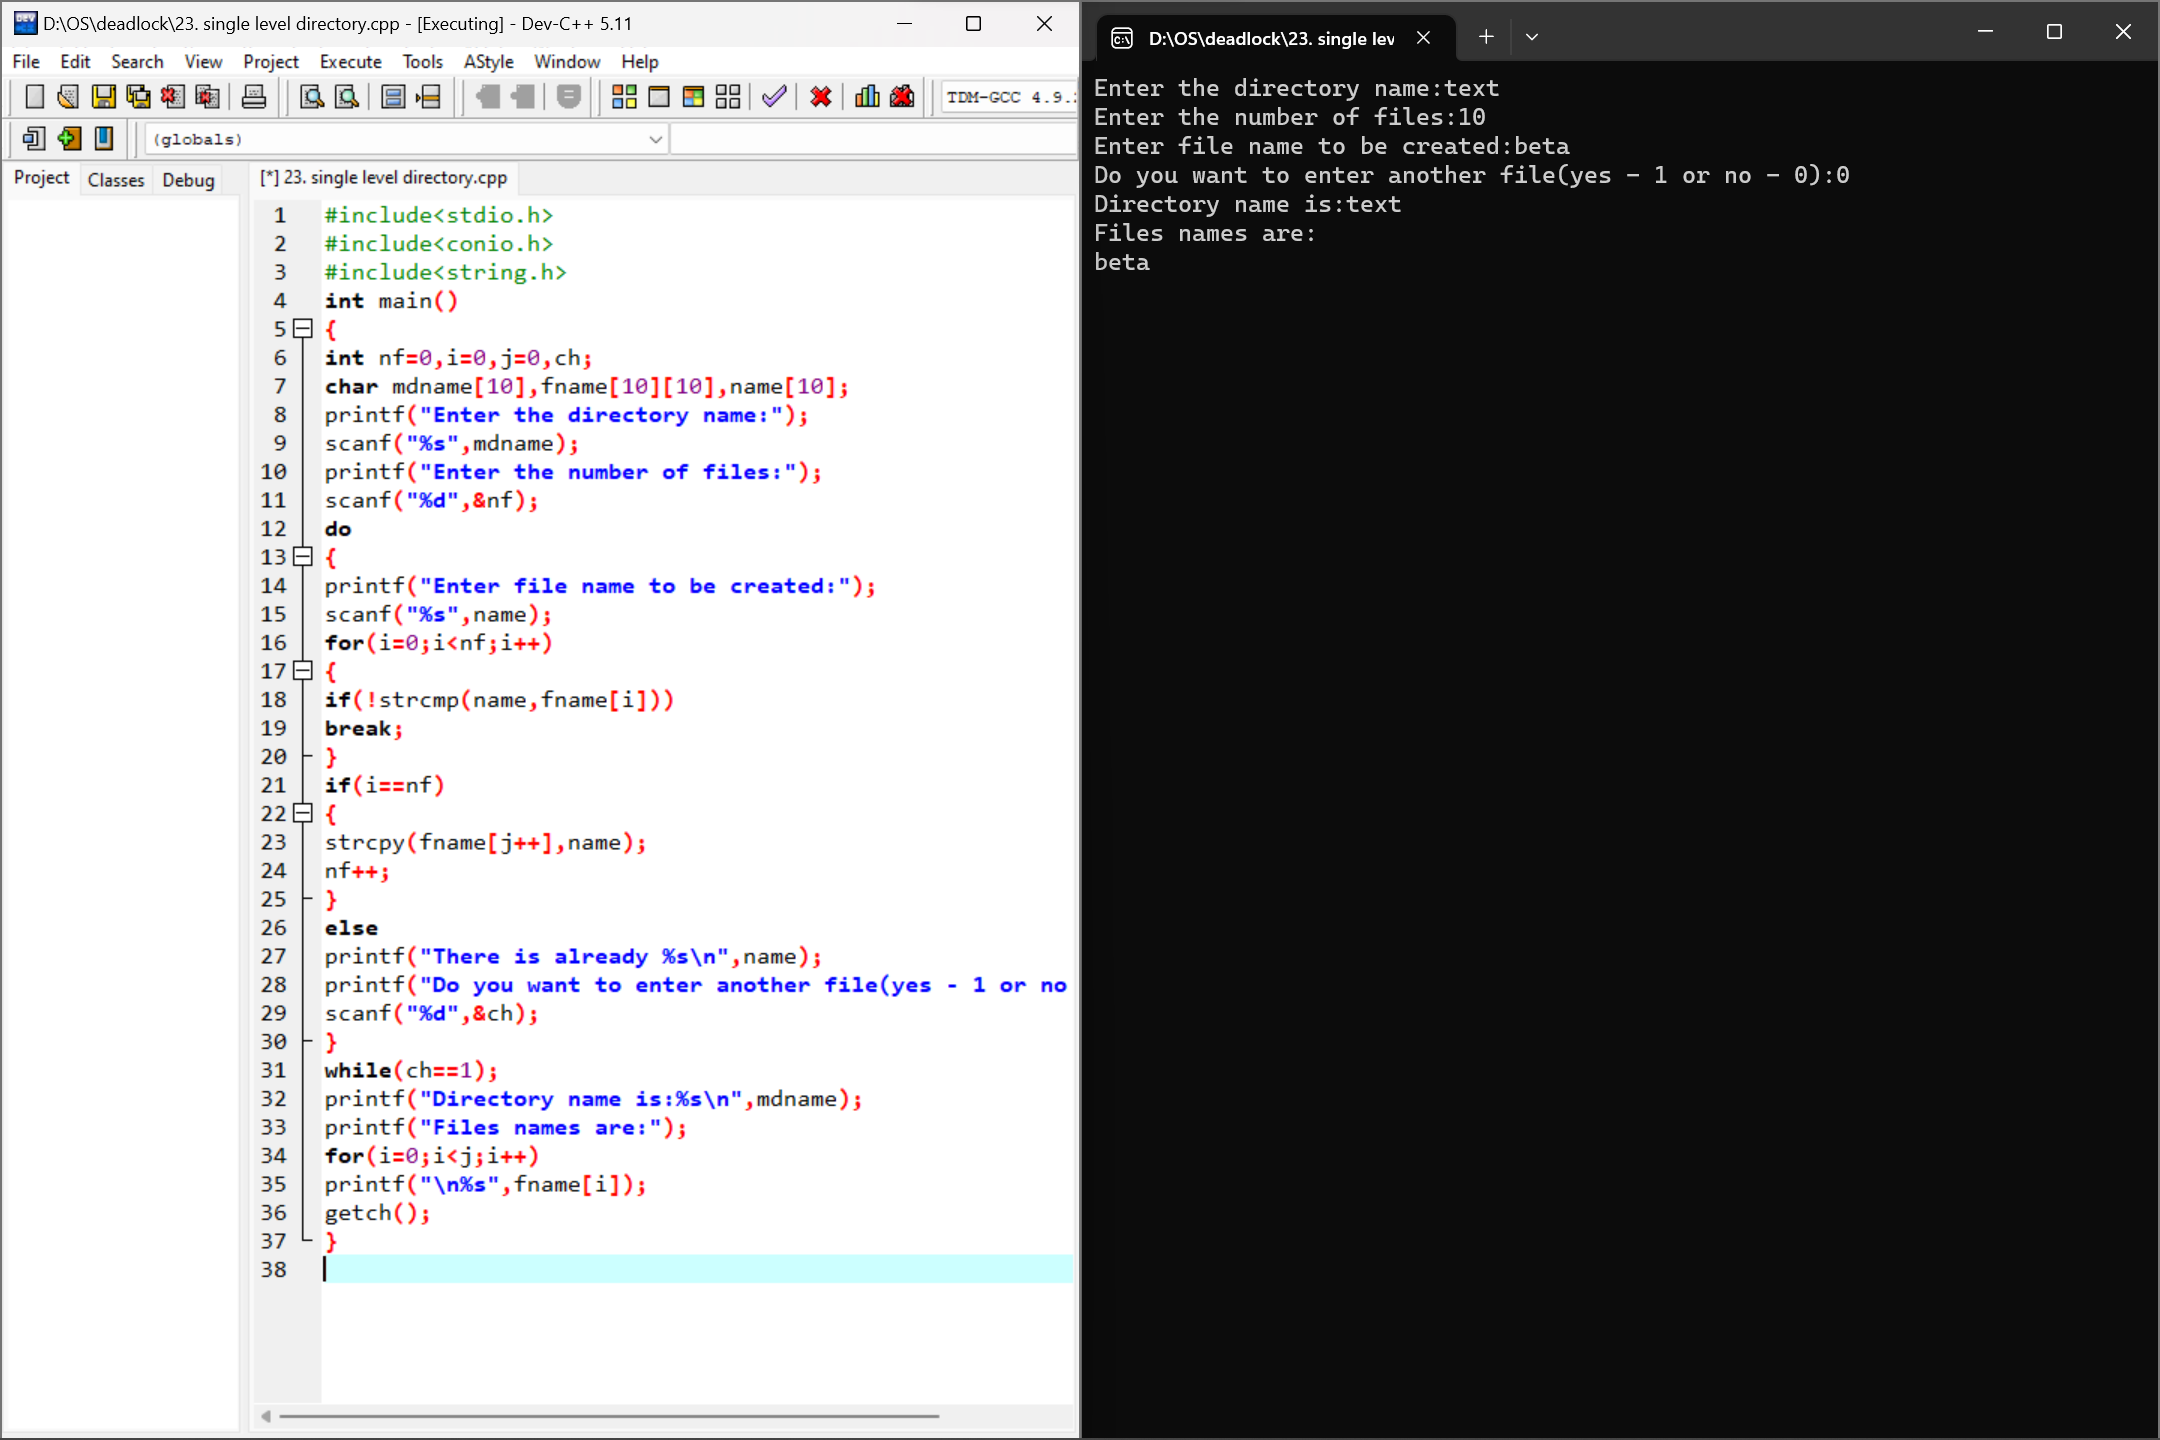 D:\OS\deadlock\23. single level directory.cpp - [Executing] - Dev-C++ 5.11
File Edit Search View Project Execute Tools AStyle Window Help
TDM-GCC 4.9.
(globals)
Project Classes Debug
[*] 23. single level directory.cpp
1 #include<stdio.h>
2 #include<conio.h>
3 #include<string.h>
4 int main()
5 {
6 int nf=0,i=0,j=0,ch;
7 char mdname[10],fname[10][10],name[10];
8 printf("Enter the directory name:");
9 scanf("%s",mdname);
10 printf("Enter the number of files:");
11 scanf("%d",&nf);
12 do
13 {
14 printf("Enter file name to be created:");
15 scanf("%s",name);
16 for(i=0;i<nf;i++)
17 {
18 if(!strcmp(name,fname[i]))
19 break;
20 }
21 if(i==nf)
22 {
23 strcpy(fname[j++],name);
24 nf++;
25 }
26 else
27 printf("There is already %s\n",name);
28 printf("Do you want to enter another file(yes - 1 or no
29 scanf("%d",&ch);
30 }
31 while(ch==1);
32 printf("Directory name is:%s\n",mdname);
33 printf("Files names are:");
34 for(i=0;i<j;i++)
35 printf("\n%s",fname[i]);
36 getch();
37 }
38
D:\OS\deadlock\23. single lev
Enter the directory name:text
Enter the number of files:10
Enter file name to be created:beta
Do you want to enter another file(yes - 1 or no - 0):0
Directory name is:text
Files names are:
beta